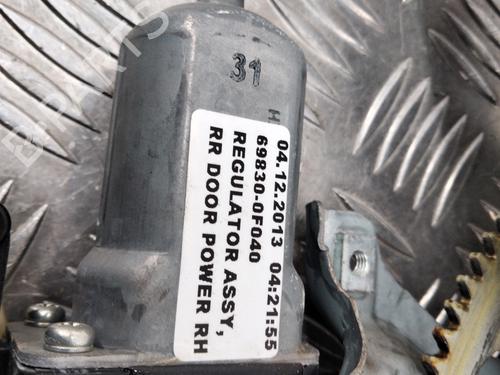 31
H
04.12.2013 04:21:55
69830-0F040
REGULATOR ASSY,
RR DOOR POWER RH